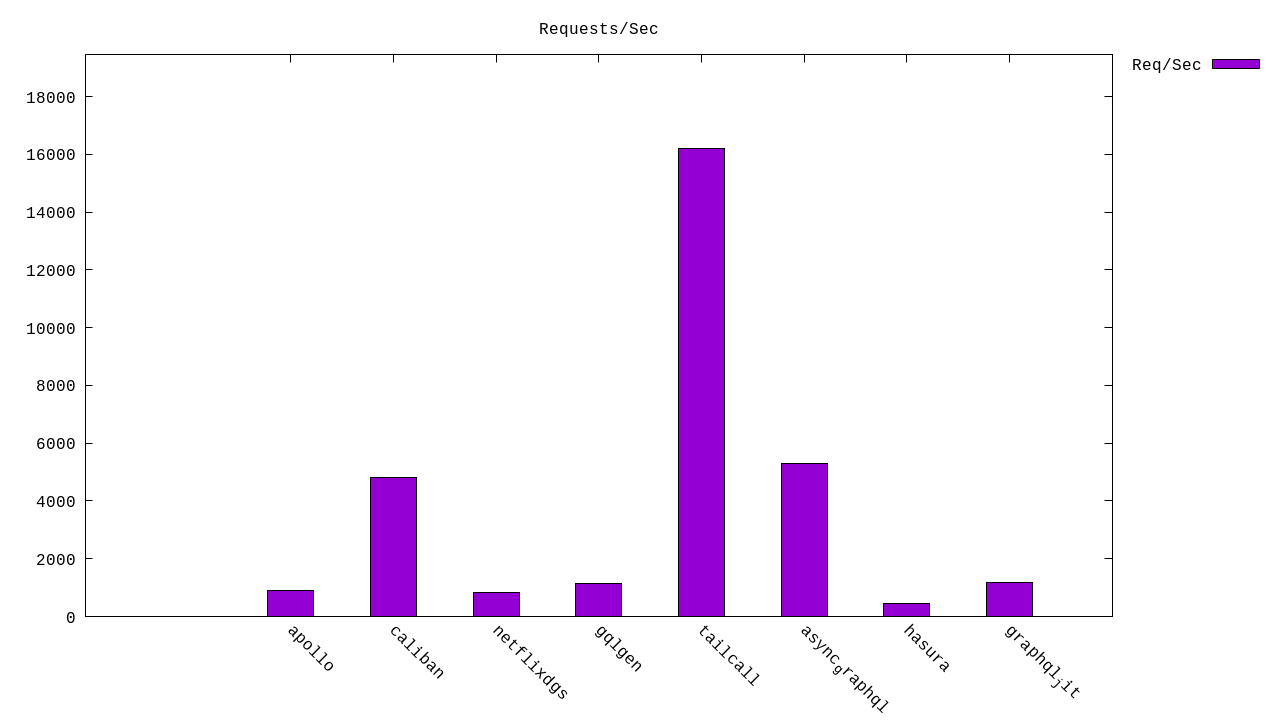 Requests/Sec
Req/Sec
18000
16000
14000
12000
10000
8000
6000
4000
2000
0
apollo
caliban
netflixdgs
gqlgen
tailcall
async_graphql
hasura
graphql_jit